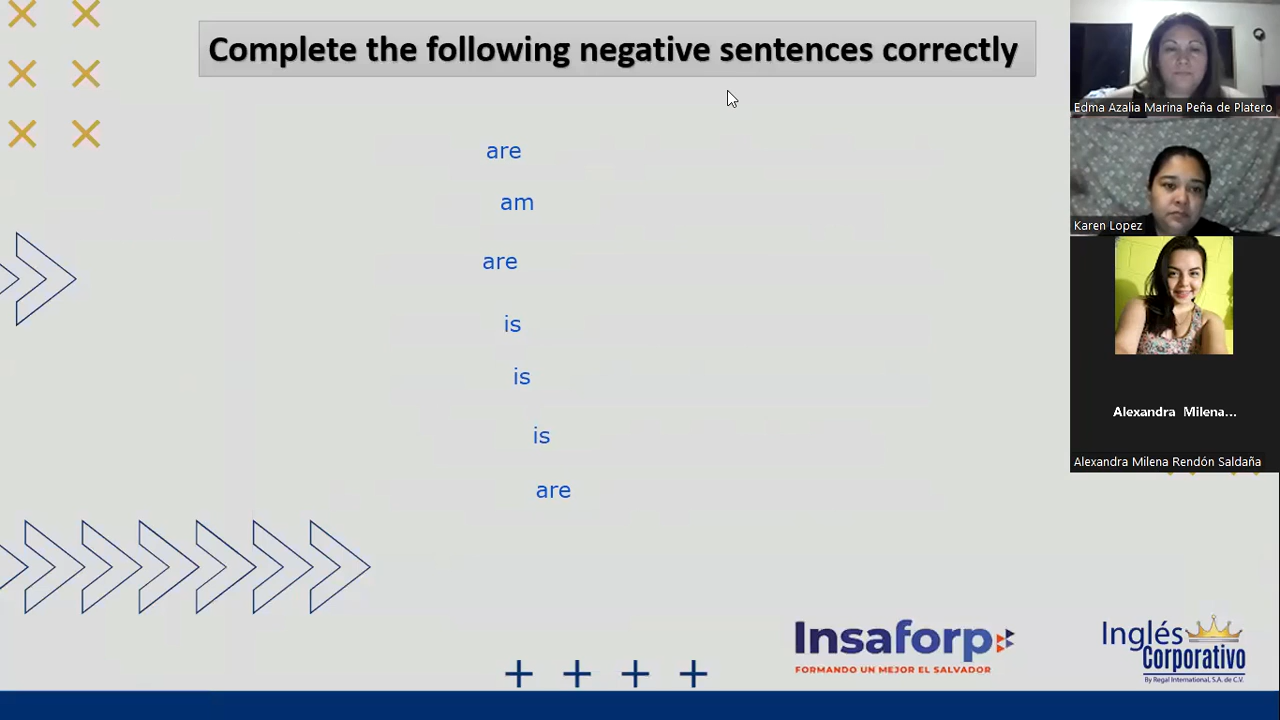 Complete the following negative sentences correctly
are
am
are
is
is
is
are
Edma Azalia Marina Peña de Platero
Karen Lopez
Alexandra Milena...
Alexandra Milena Rendón Saldaña
Insaforp
FORMANDO UN MEJOR EL SALVADOR
Inglés
Corporativo
By Regal International, S.A. de C.V.